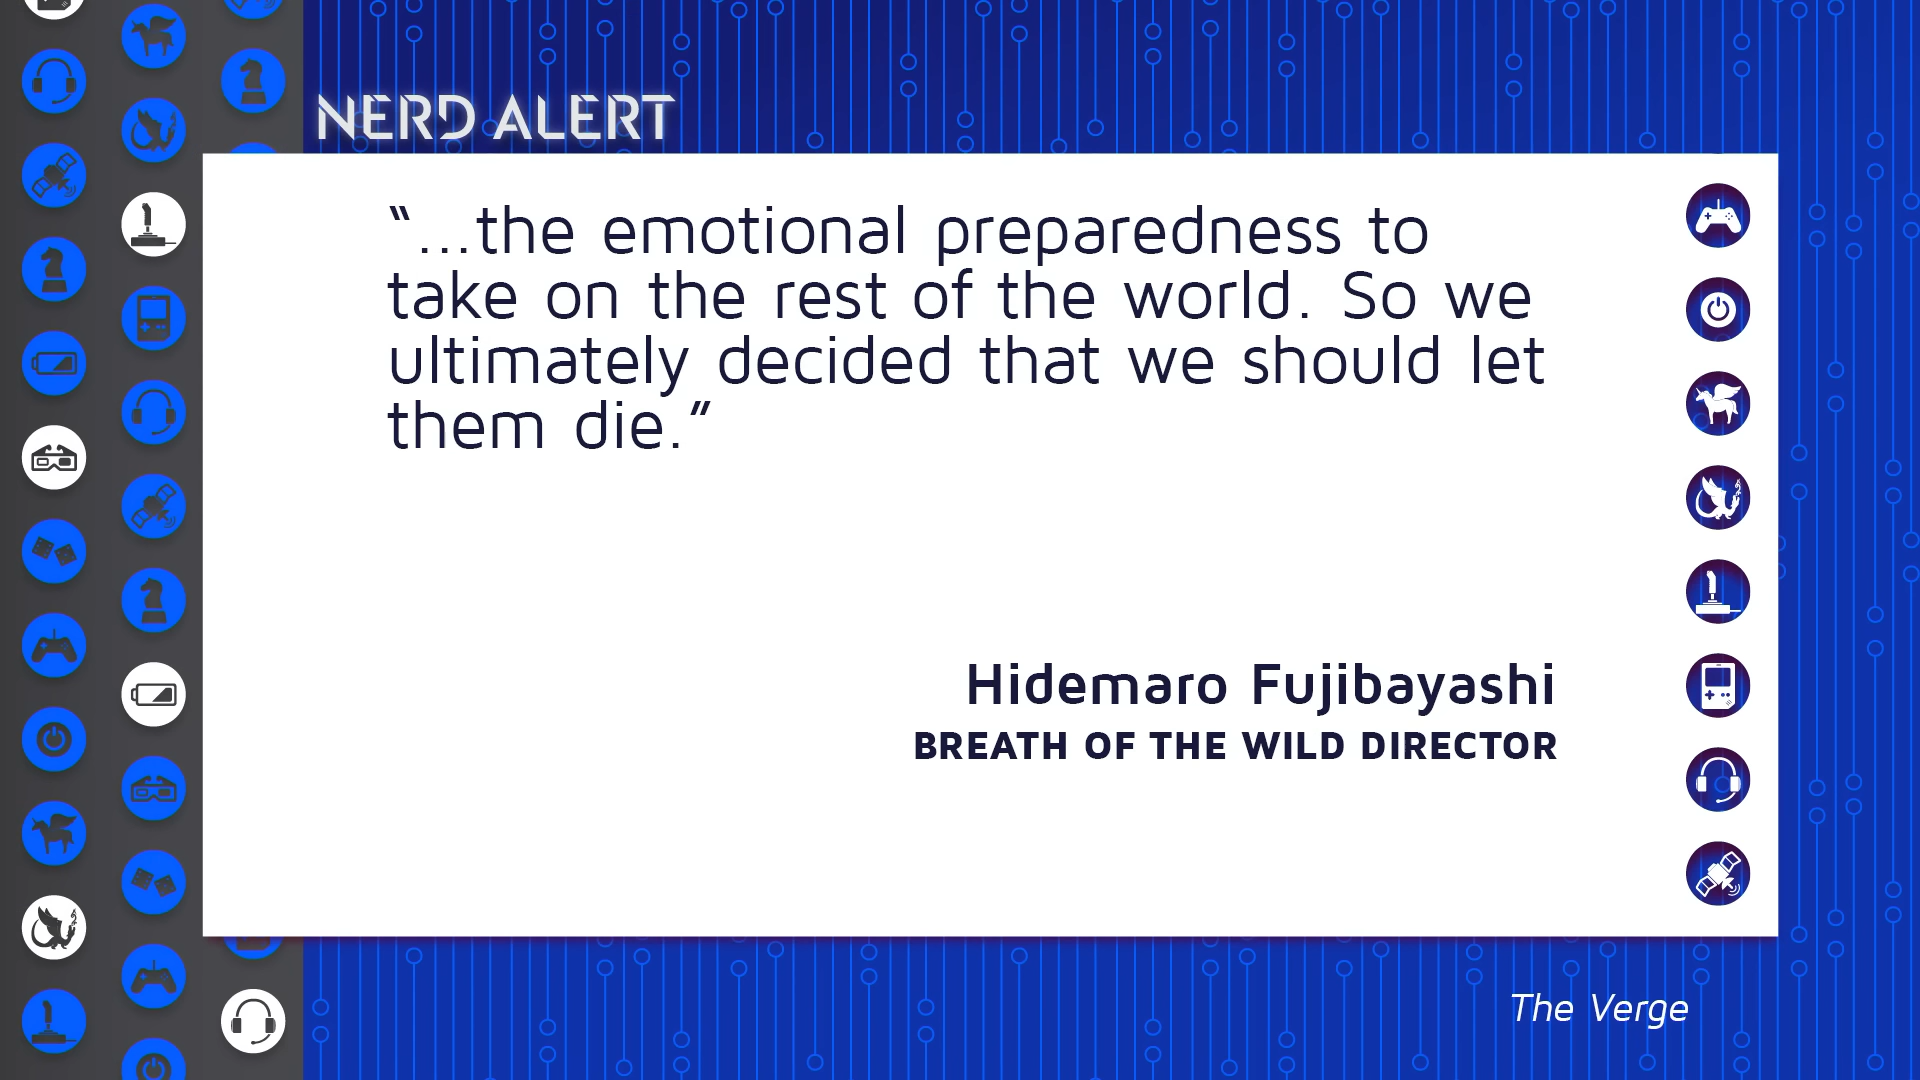 NERD ALERT
“...the emotional preparedness to
take on the rest of the world. So we
ultimately decided that we should let
them die.”
Hidemaro Fujibayashi
BREATH OF THE WILD DIRECTOR
The Verge